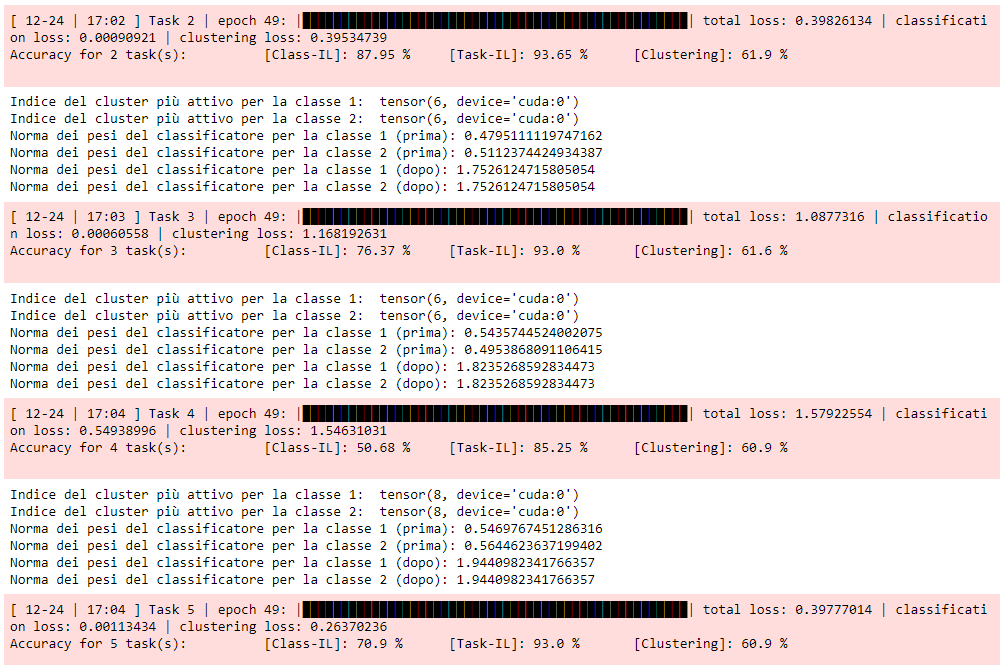 [ 12-24 | 17:02 ] Task 2 | epoch 49: |████████████████████████████████████████████████| total loss: 0.39826134 | classificati
on loss: 0.00090921 | clustering loss: 0.39534739
Accuracy for 2 task(s): [Class-IL]: 87.95 % [Task-IL]: 93.65 % [Clustering]: 61.9 %
Indice del cluster più attivo per la classe 1: tensor(6, device='cuda:0')
Indice del cluster più attivo per la classe 2: tensor(6, device='cuda:0')
Norma dei pesi del classificatore per la classe 1 (prima): 0.4795111119747162
Norma dei pesi del classificatore per la classe 2 (prima): 0.5112374424934387
Norma dei pesi del classificatore per la classe 1 (dopo): 1.7526124715805054
Norma dei pesi del classificatore per la classe 2 (dopo): 1.7526124715805054
[ 12-24 | 17:03 ] Task 3 | epoch 49: |████████████████████████████████████████████████| total loss: 1.0877316 | classificatio
n loss: 0.00060558 | clustering loss: 1.168192631
Accuracy for 3 task(s): [Class-IL]: 76.37 % [Task-IL]: 93.0 % [Clustering]: 61.6 %
Indice del cluster più attivo per la classe 1: tensor(6, device='cuda:0')
Indice del cluster più attivo per la classe 2: tensor(6, device='cuda:0')
Norma dei pesi del classificatore per la classe 1 (prima): 0.5435744524002075
Norma dei pesi del classificatore per la classe 2 (prima): 0.4953868091106415
Norma dei pesi del classificatore per la classe 1 (dopo): 1.8235268592834473
Norma dei pesi del classificatore per la classe 2 (dopo): 1.8235268592834473
[ 12-24 | 17:04 ] Task 4 | epoch 49: |████████████████████████████████████████████████| total loss: 1.57922554 | classificati
on loss: 0.54938996 | clustering loss: 1.54631031
Accuracy for 4 task(s): [Class-IL]: 50.68 % [Task-IL]: 85.25 % [Clustering]: 60.9 %
Indice del cluster più attivo per la classe 1: tensor(8, device='cuda:0')
Indice del cluster più attivo per la classe 2: tensor(8, device='cuda:0')
Norma dei pesi del classificatore per la classe 1 (prima): 0.5469767451286316
Norma dei pesi del classificatore per la classe 2 (prima): 0.5644623637199402
Norma dei pesi del classificatore per la classe 1 (dopo): 1.9440982341766357
Norma dei pesi del classificatore per la classe 2 (dopo): 1.9440982341766357
[ 12-24 | 17:04 ] Task 5 | epoch 49: |████████████████████████████████████████████████| total loss: 0.39777014 | classificati
on loss: 0.00113434 | clustering loss: 0.26370236
Accuracy for 5 task(s): [Class-IL]: 70.9 % [Task-IL]: 93.0 % [Clustering]: 60.9 %